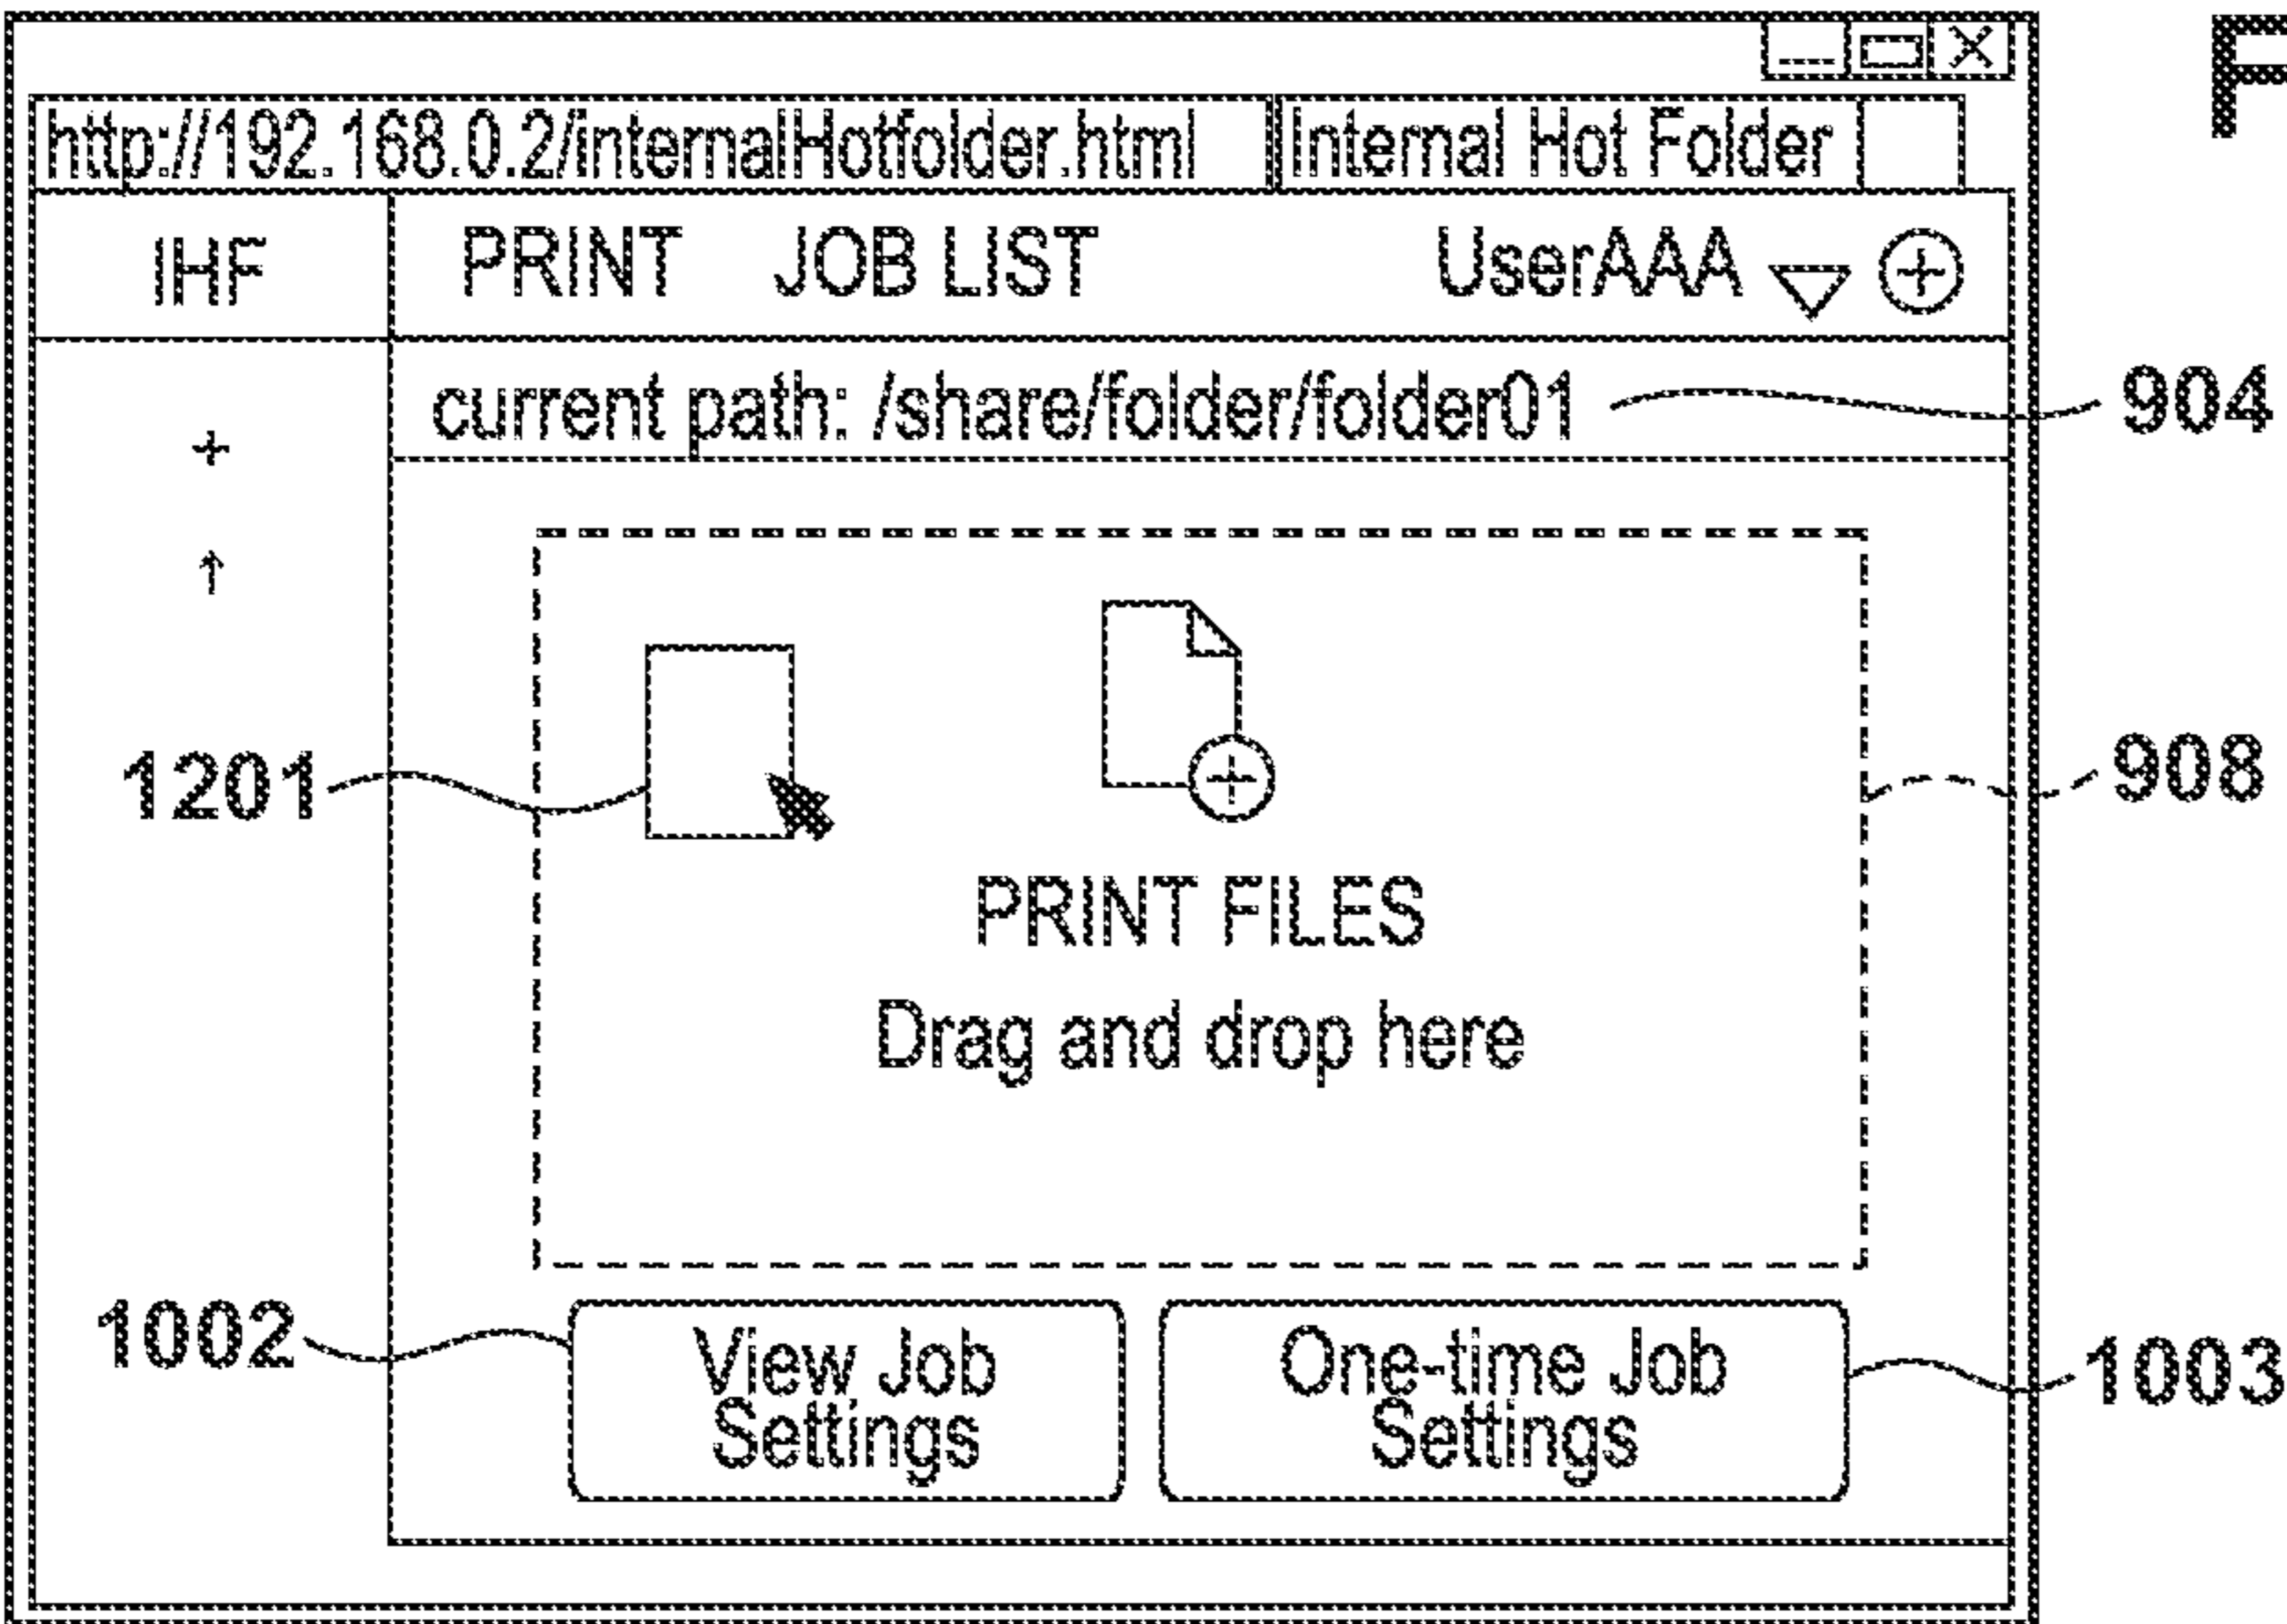 F
http://192.168.0.2/internalHotfolder.html Internal Hot Folder
IHF PRINT JOB LIST UserAAA
current path: /share/folder/folder01 904
908
1201
PRINT FILES
Drag and drop here
1002 View Job Settings
One-time Job Settings 1003